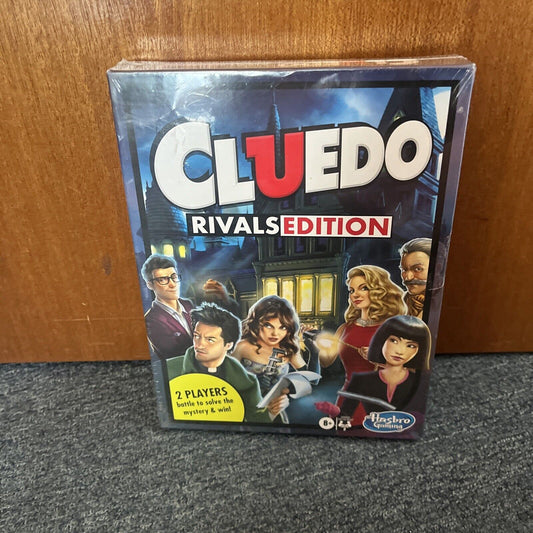 CLUEDO
RIVALS EDITION
2 PLAYERS
battle to solve the
mystery & win!
8+
Hasbro
Gaming